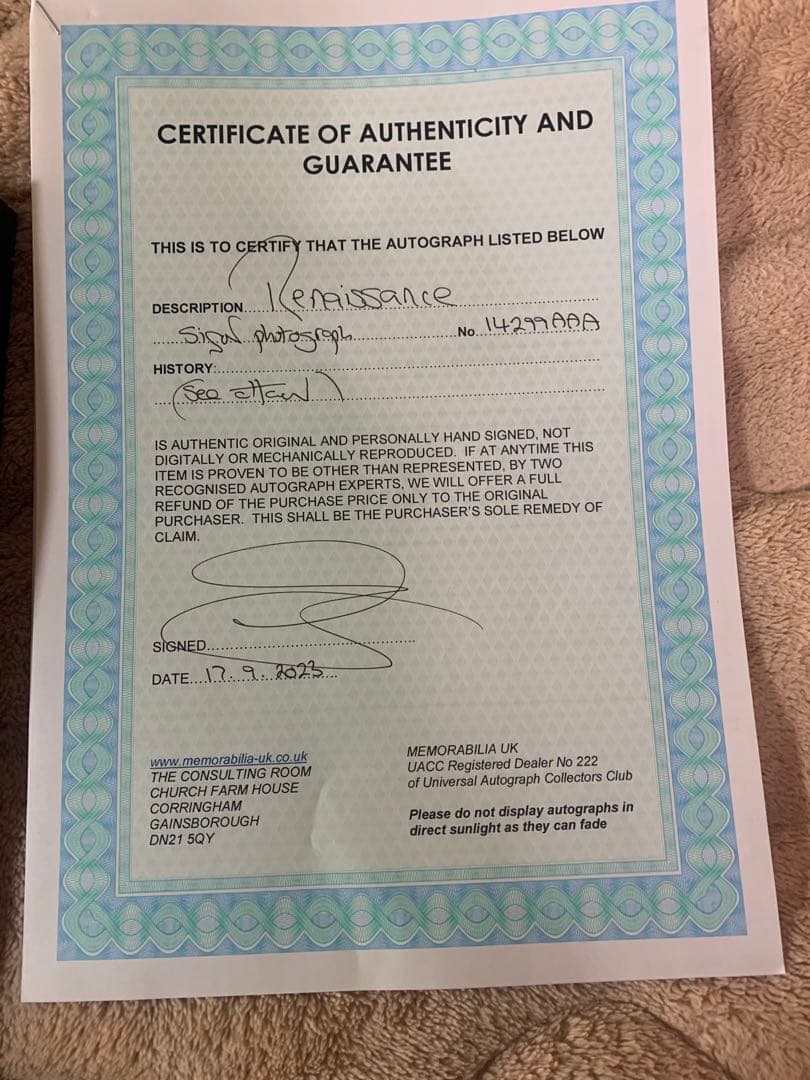 CERTIFICATE OF AUTHENTICITY AND
GUARANTEE
THIS IS TO CERTIFY THAT THE AUTOGRAPH LISTED BELOW
DESCRIPTION.... Renaissance
Signed photograph No. 14299AAA
HISTORY:
(See attached)
IS AUTHENTIC ORIGINAL AND PERSONALLY HAND SIGNED, NOT
DIGITALLY OR MECHANICALLY REPRODUCED. IF AT ANYTIME THIS
ITEM IS PROVEN TO BE OTHER THAN REPRESENTED, BY TWO
RECOGNISED AUTOGRAPH EXPERTS, WE WILL OFFER A FULL
REFUND OF THE PURCHASE PRICE ONLY TO THE ORIGINAL
PURCHASER. THIS SHALL BE THE PURCHASER'S SOLE REMEDY OF
CLAIM.
SIGNED
DATE 17.9.2023
www.memorabilia-uk.co.uk
THE CONSULTING ROOM
CHURCH FARM HOUSE
CORRINGHAM
GAINSBOROUGH
DN21 5QY
MEMORABILIA UK
UACC Registered Dealer No 222
of Universal Autograph Collectors Club
Please do not display autographs in
direct sunlight as they can fade